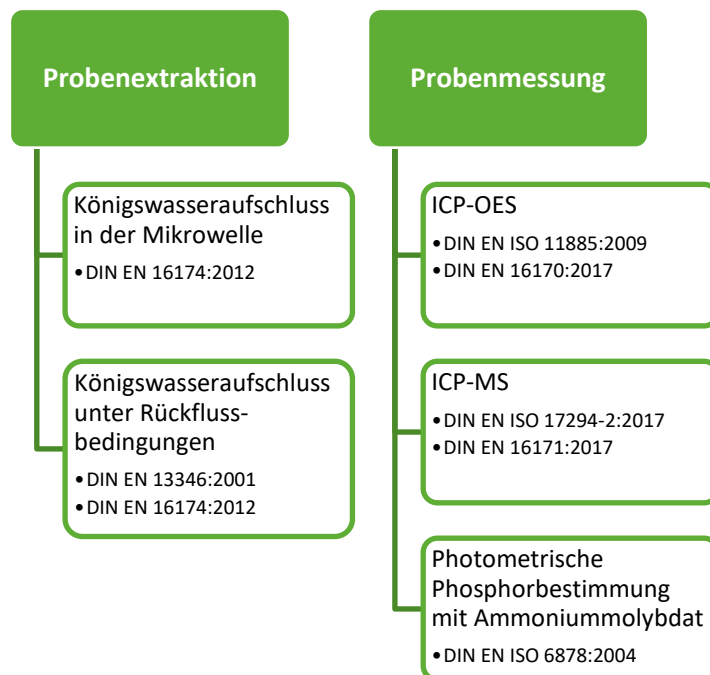 Probenextraktion
Königswasseraufschluss
in der Mikrowelle
•DIN EN 16174:2012
Königswasseraufschluss
unter Rückfluss-
bedingungen
•DIN EN 13346:2001
•DIN EN 16174:2012
Probenmessung
ICP-OES
•DIN EN ISO 11885:2009
•DIN EN 16170:2017
ICP-MS
•DIN EN ISO 17294-2:2017
•DIN EN 16171:2017
Photometrische
Phosphorbestimmung
mit Ammoniummolybdat
•DIN EN ISO 6878:2004